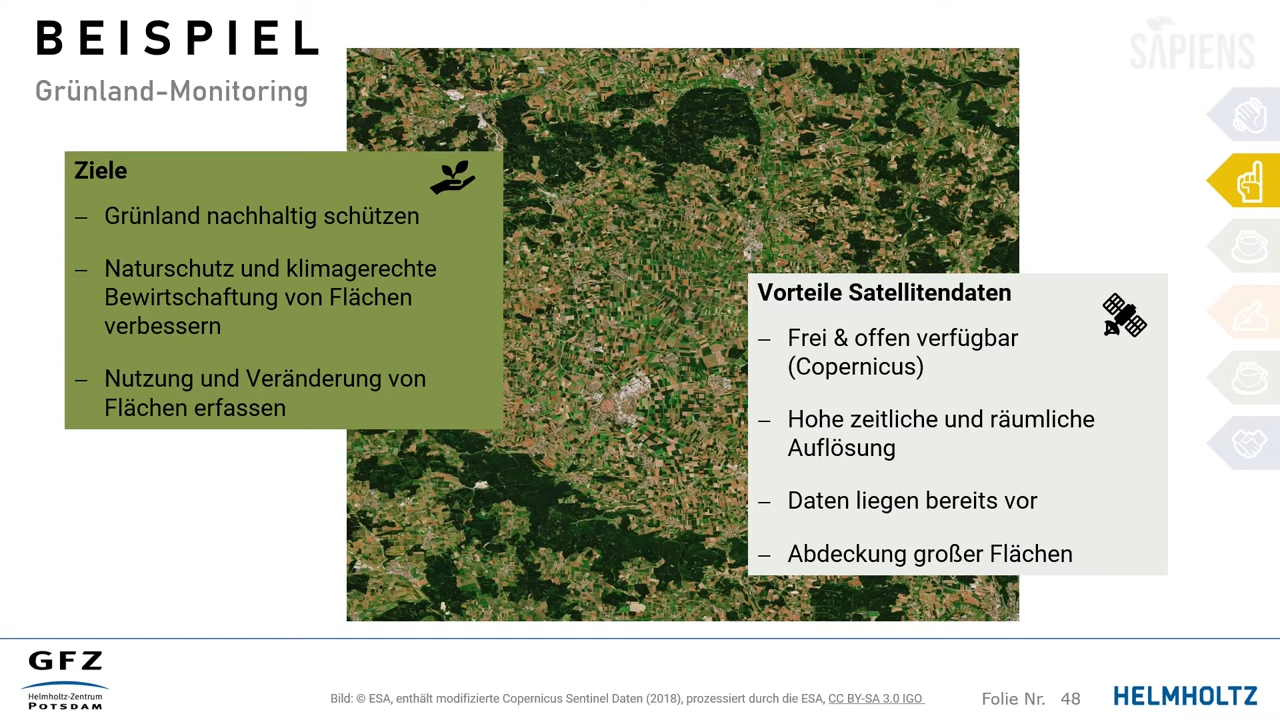 BEISPIEL
Grünland-Monitoring
SAPIENS
Ziele
– Grünland nachhaltig schützen
– Naturschutz und klimagerechte
Bewirtschaftung von Flächen
verbessern
– Nutzung und Veränderung von
Flächen erfassen
Vorteile Satellitendaten
– Frei & offen verfügbar
(Copernicus)
– Hohe zeitliche und räumliche
Auflösung
– Daten liegen bereits vor
– Abdeckung großer Flächen
GFZ
Helmholtz-Zentrum
POTSDAM
Bild: © ESA, enthält modifizierte Copernicus Sentinel Daten (2018), prozessiert durch die ESA, CC BY-SA 3.0 IGO
Folie Nr. 48
HELMHOLTZ